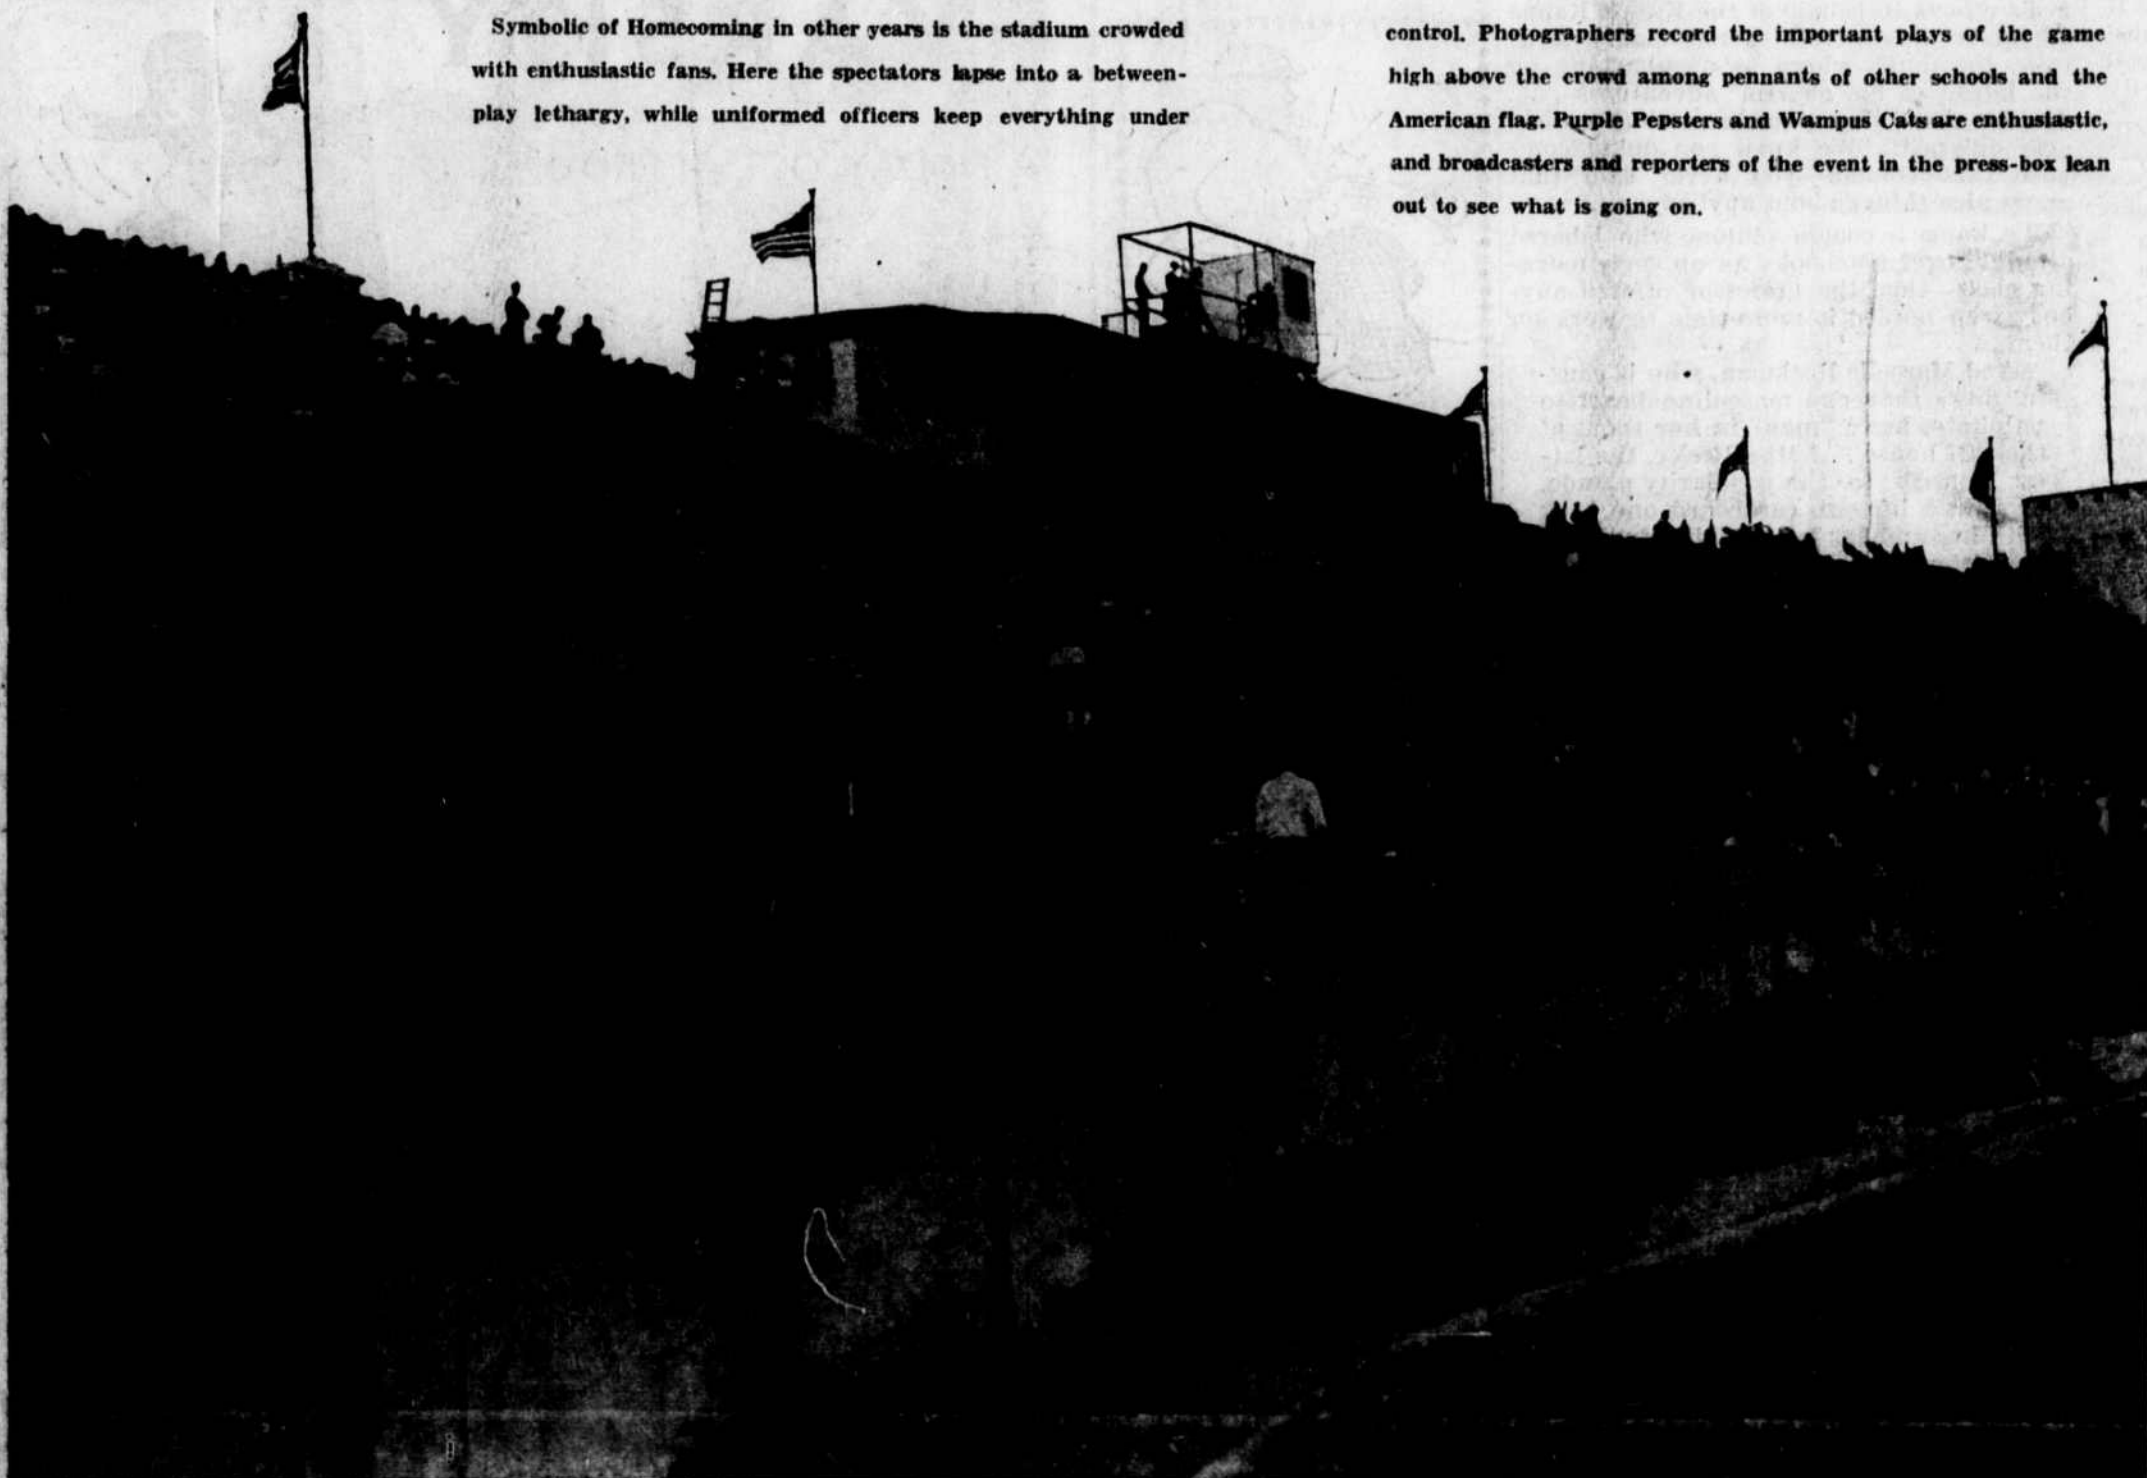 Symbolic of Homecoming in other years is the stadium crowded
with enthusiastic fans. Here the spectators lapse into a between-
play lethargy, while uniformed officers keep everything under
control. Photographers record the important plays of the game
high above the crowd among pennants of other schools and the
American flag. Purple Pepsters and Wampus Cats are enthusiastic,
and broadcasters and reporters of the event in the press-box lean
out to see what is going on.